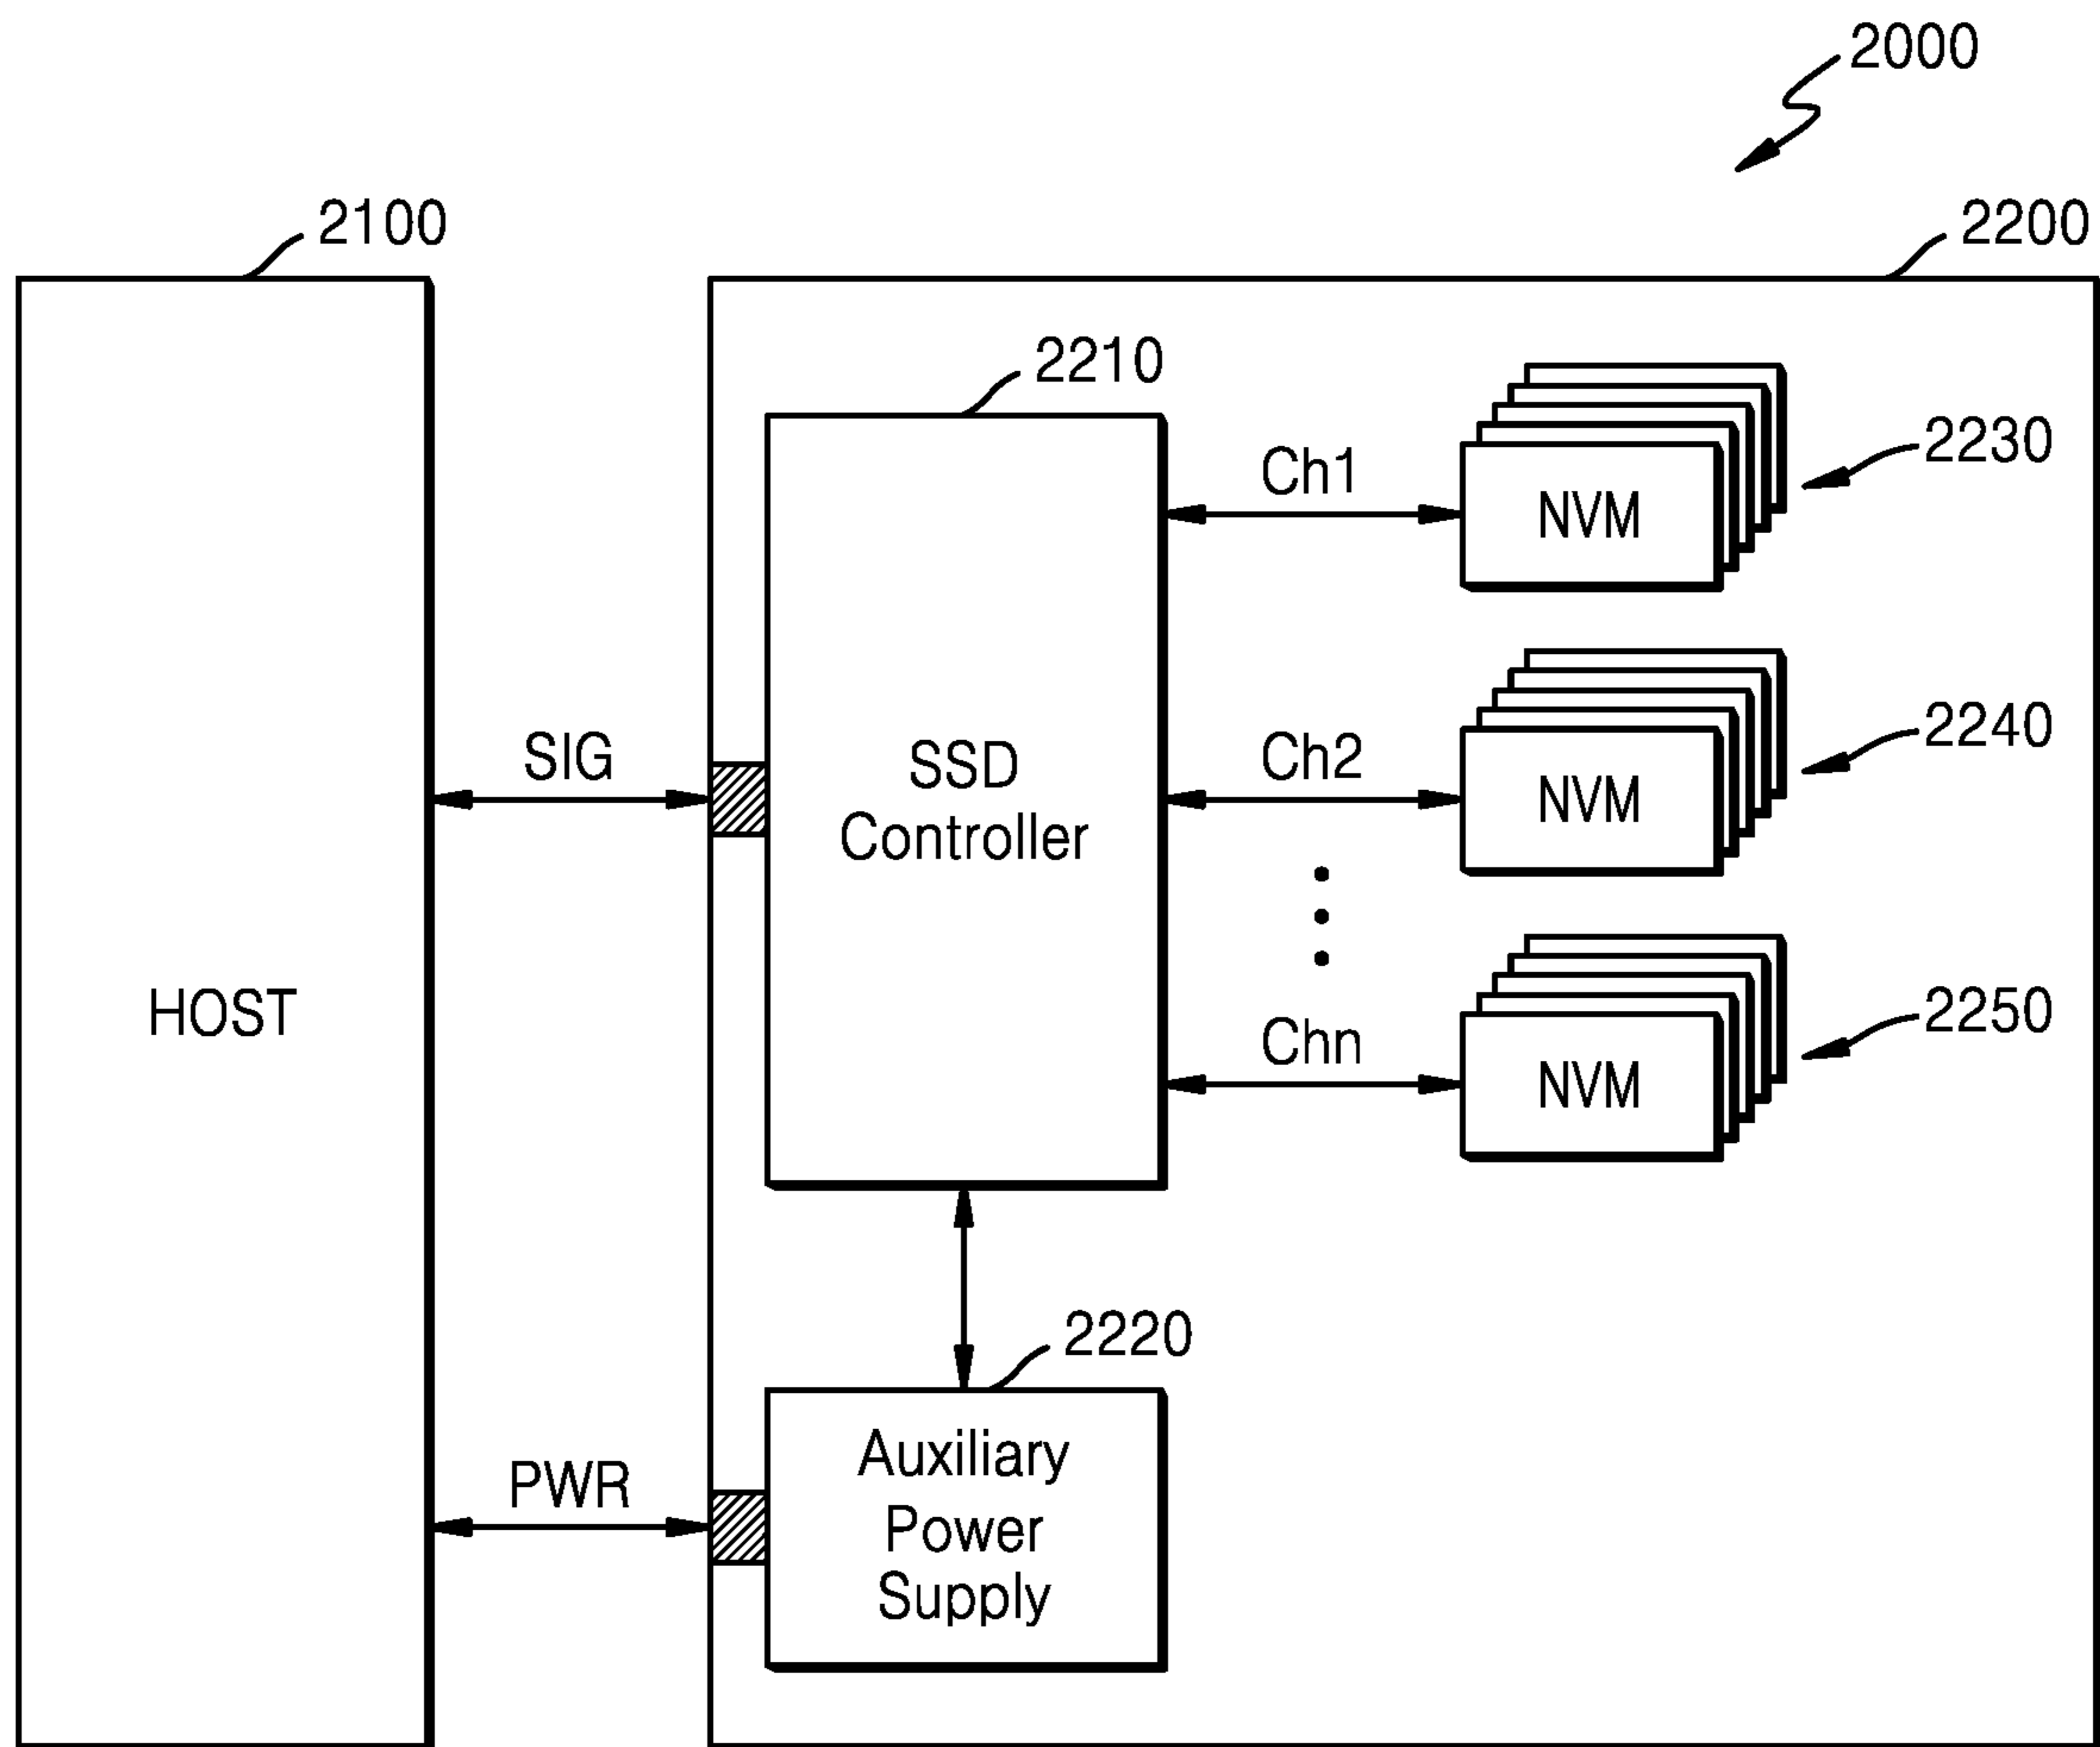 2000
2100
2200
2210
2230
Ch1
NVM
2240
SIG
SSD
Controller
Ch2
NVM
2250
HOST
Chn
NVM
2220
PWR
Auxiliary
Power
Supply